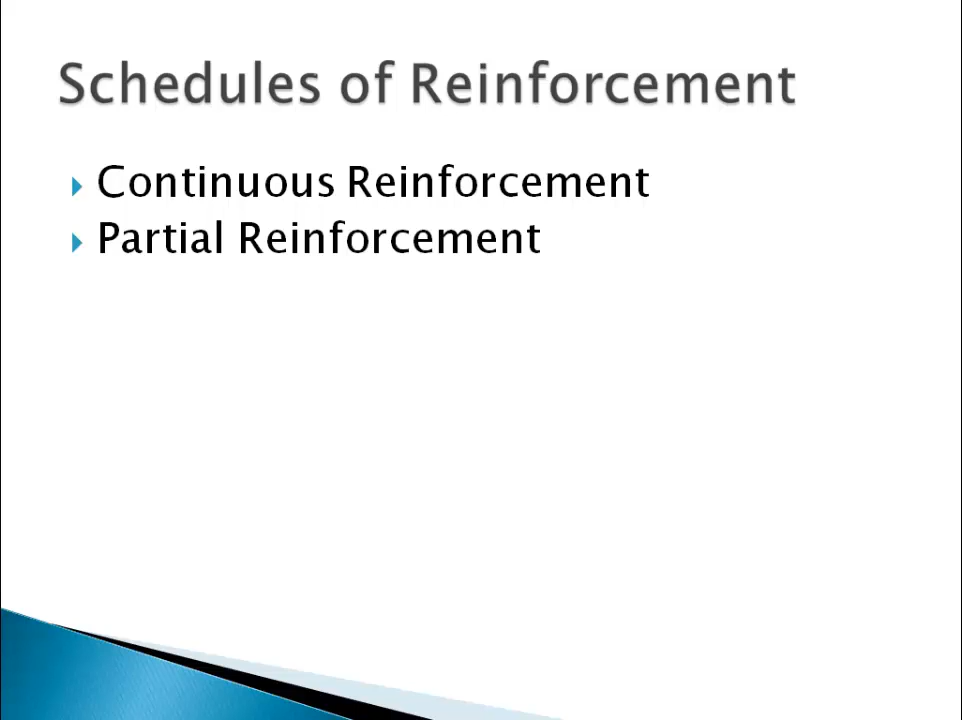 Schedules of Reinforcement
Continuous Reinforcement
Partial Reinforcement